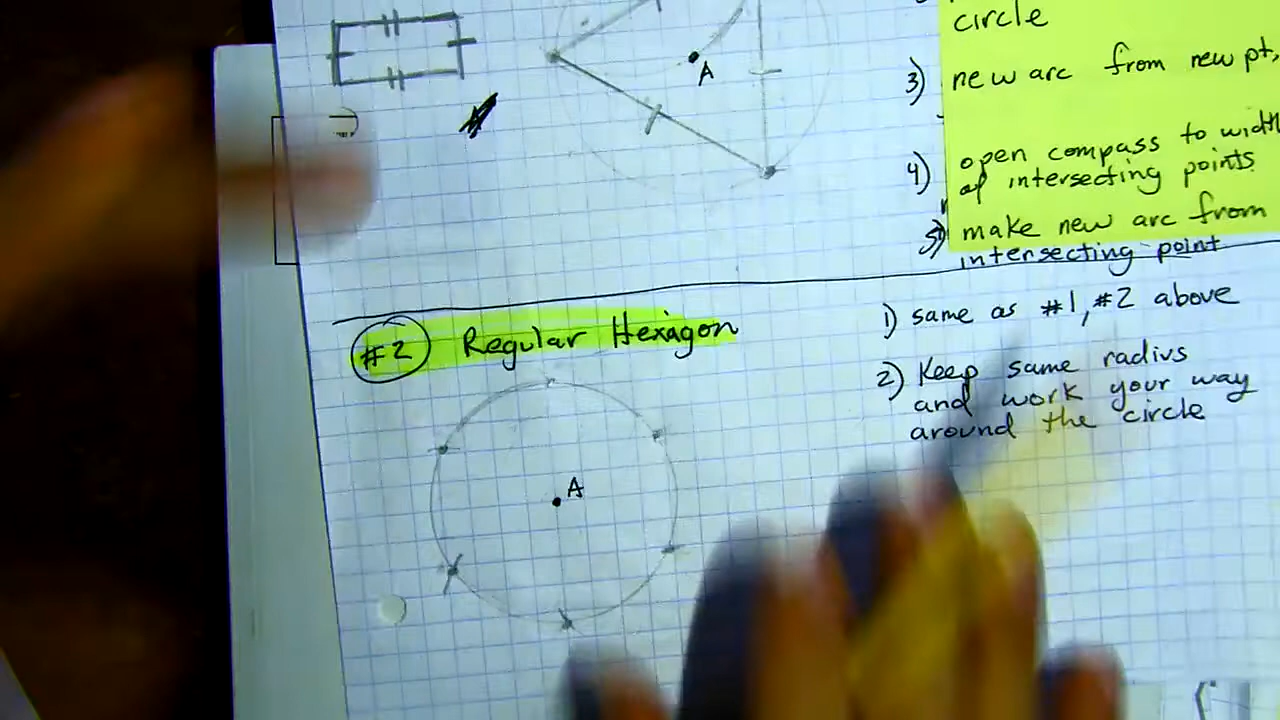 circle
3) new arc from new pt,
4) open compass to width
of intersecting points
5) make new arc from
intersecting point
A
#2 Regular Hexagon
1) same as #1, #2 above
2) Keep same radius
and work your way
around the circle
A